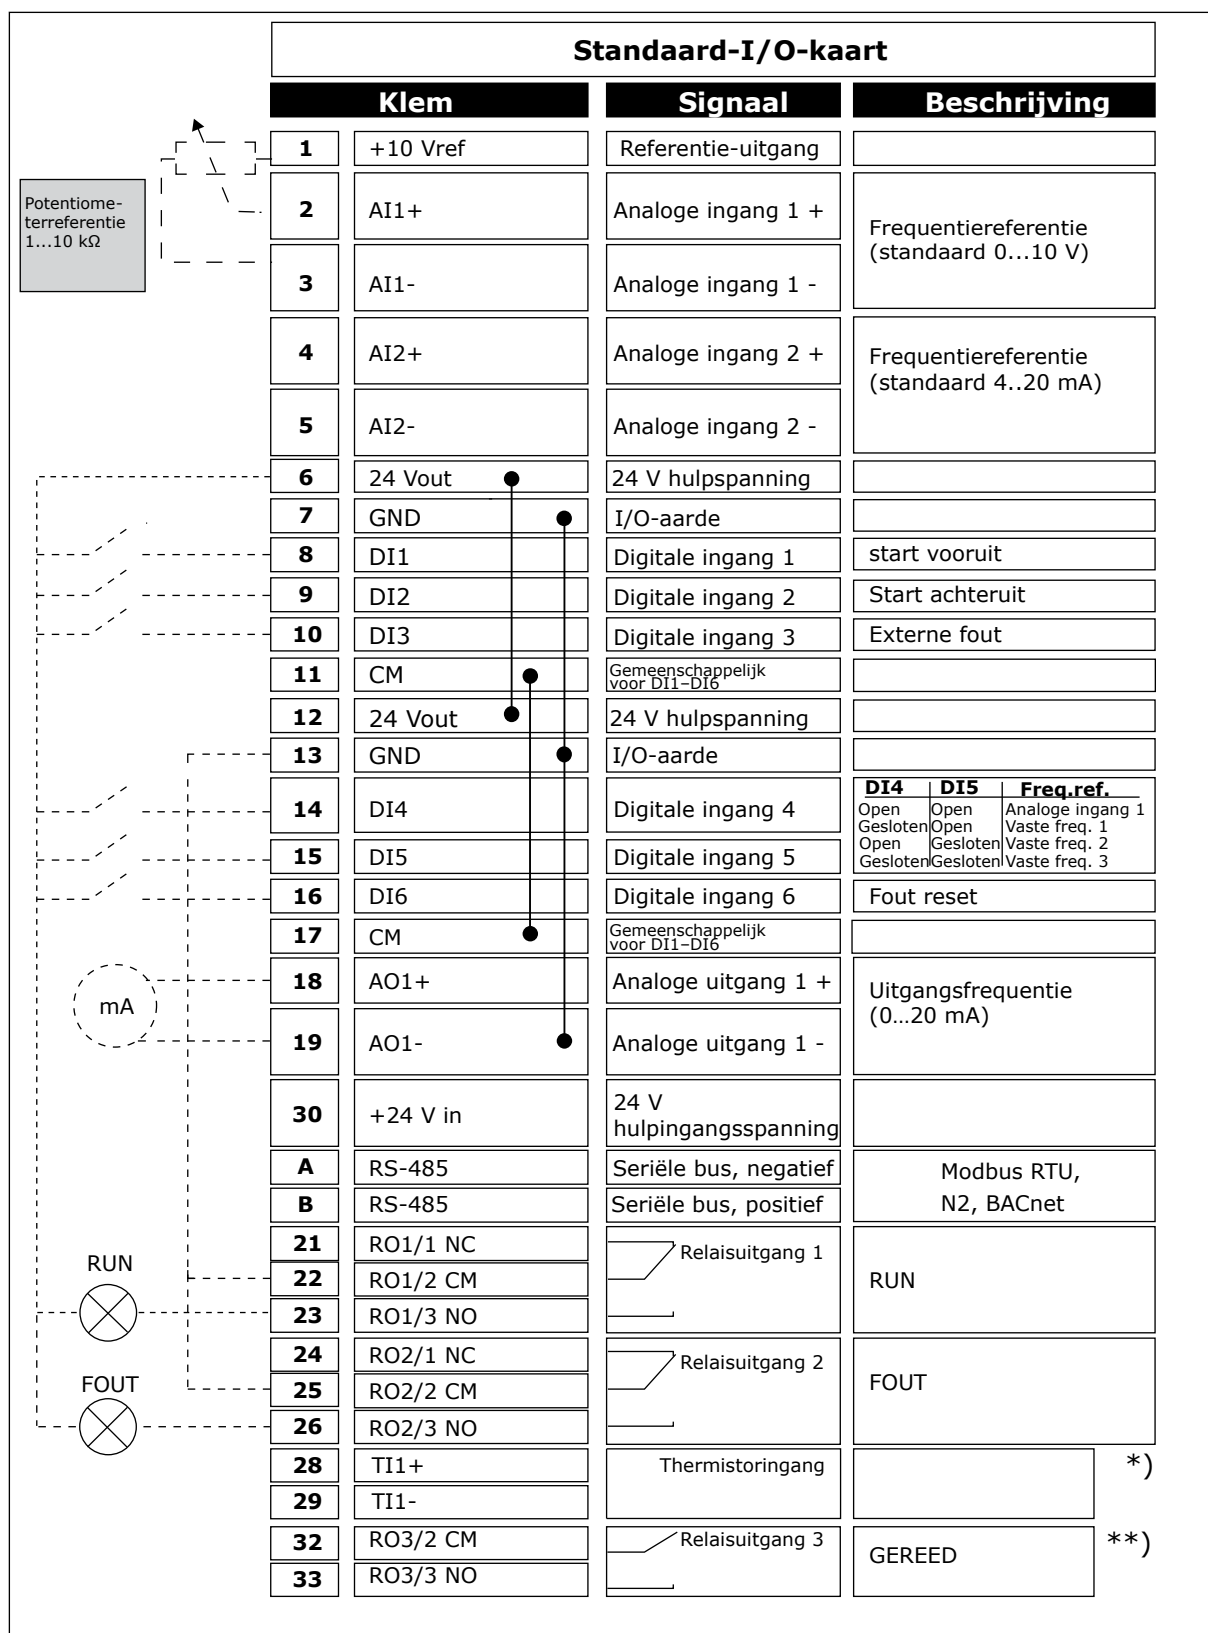 Standaard-I/O-kaart
Klem Signaal Beschrijving
1 +10 Vref Referentie-uitgang
Potentiome-
terreferentie
1...10 kΩ
2 AI1+ Analoge ingang 1 +
Frequentiereferentie
(standaard 0...10 V)
3 AI1- Analoge ingang 1 -
4 AI2+ Analoge ingang 2 +
Frequentiereferentie
(standaard 4..20 mA)
5 AI2- Analoge ingang 2 -
6 24 Vout 24 V hulpspanning
7 GND I/O-aarde
8 DI1 Digitale ingang 1 start vooruit
9 DI2 Digitale ingang 2 Start achteruit
10 DI3 Digitale ingang 3 Externe fout
11 CM Gemeenschappelijk
voor DI1–DI6
12 24 Vout 24 V hulpspanning
13 GND I/O-aarde
14 DI4 Digitale ingang 4
DI4 DI5 Freq.ref.
Open Open Analoge ingang 1
Gesloten Open Vaste freq. 1
Open Gesloten Vaste freq. 2
Gesloten Gesloten Vaste freq. 3
15 DI5 Digitale ingang 5
16 DI6 Digitale ingang 6 Fout reset
17 CM Gemeenschappelijk
voor DI1–DI6
18 AO1+ Analoge uitgang 1 +
Uitgangsfrequentie
(0…20 mA)
mA
19 AO1- Analoge uitgang 1 -
30 +24 V in 24 V
hulpingangsspanning
A RS-485 Seriële bus, negatief
Modbus RTU,
N2, BACnet
B RS-485 Seriële bus, positief
21 RO1/1 NC Relaisuitgang 1
RUN
22 RO1/2 CM RUN
23 RO1/3 NO
24 RO2/1 NC Relaisuitgang 2
FOUT
25 RO2/2 CM FOUT
26 RO2/3 NO
28 TI1+ Thermistoringang *)
29 TI1-
32 RO3/2 CM Relaisuitgang 3 GEREED **)
33 RO3/3 NO